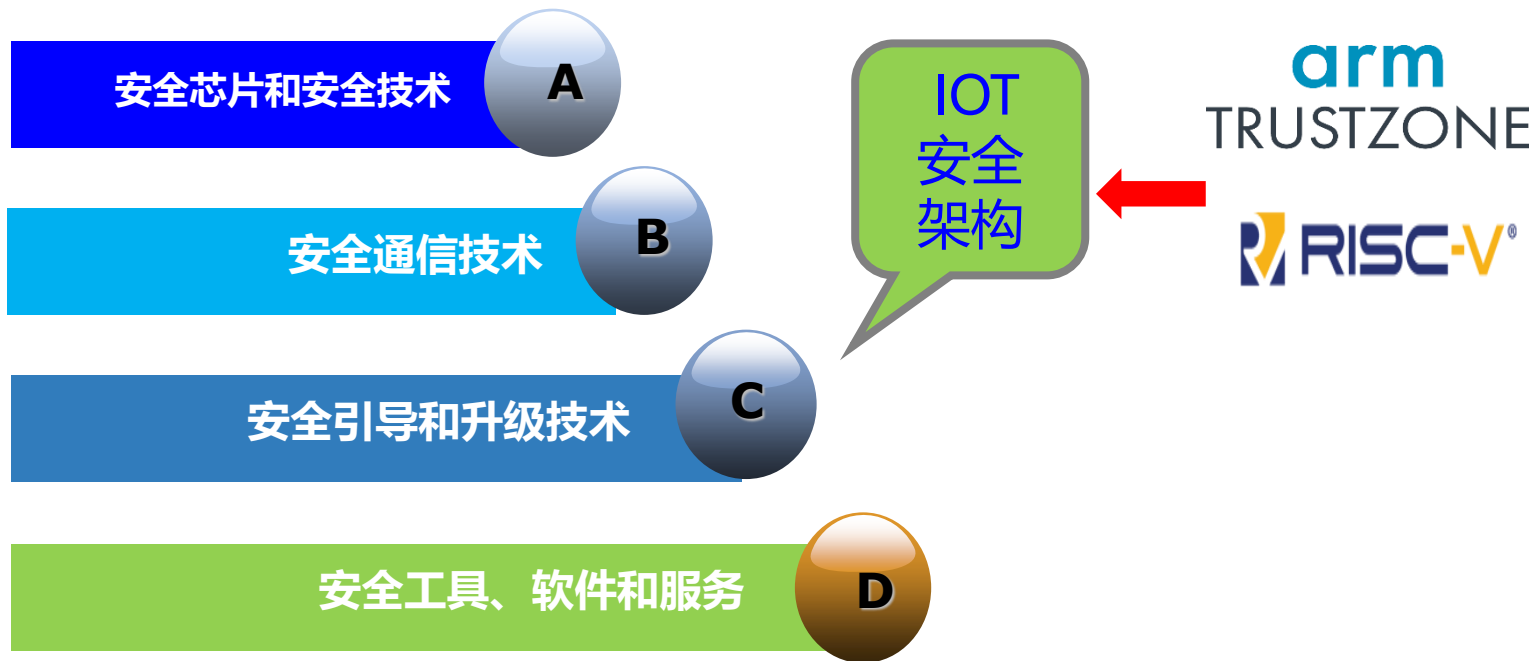 安全芯片和安全技术
A
安全通信技术
B
安全引导和升级技术
C
安全工具、软件和服务
D
IOT
安全
架构
arm
TRUSTZONE
RISC-V®